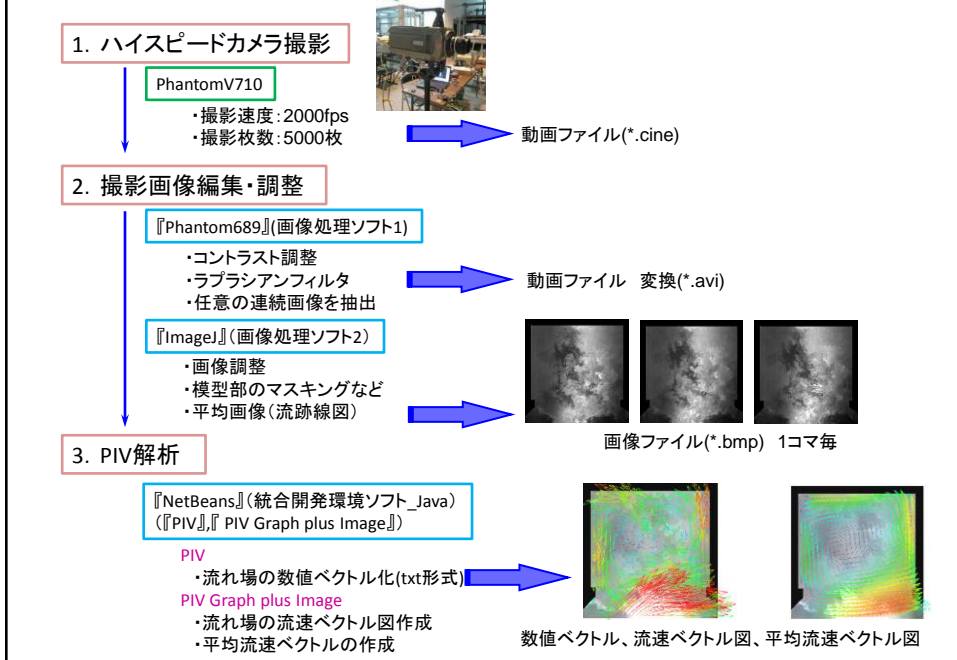 1. ハイスピードカメラ撮影
PhantomV710
・撮影速度：2000fps
・撮影枚数：5000枚
動画ファイル(*.cine)
2. 撮影画像編集・調整
『Phantom689』(画像処理ソフト1)
・コントラスト調整
・ラプラシアンフィルタ
・任意の連続画像を抽出
動画ファイル 変換(*.avi)
『ImageJ』（画像処理ソフト2）
・画像調整
・模型部のマスキングなど
・平均画像（流跡線図）
画像ファイル(*.bmp) 1コマ毎
3. PIV解析
『NetBeans』（統合開発環境ソフト_Java）
（『PIV』,『 PIV Graph plus Image』）
PIV
・流れ場の数値ベクトル化(txt形式)
PIV Graph plus Image
・流れ場の流速ベクトル図作成
・平均流速ベクトルの作成
数値ベクトル、流速ベクトル図、平均流速ベクトル図